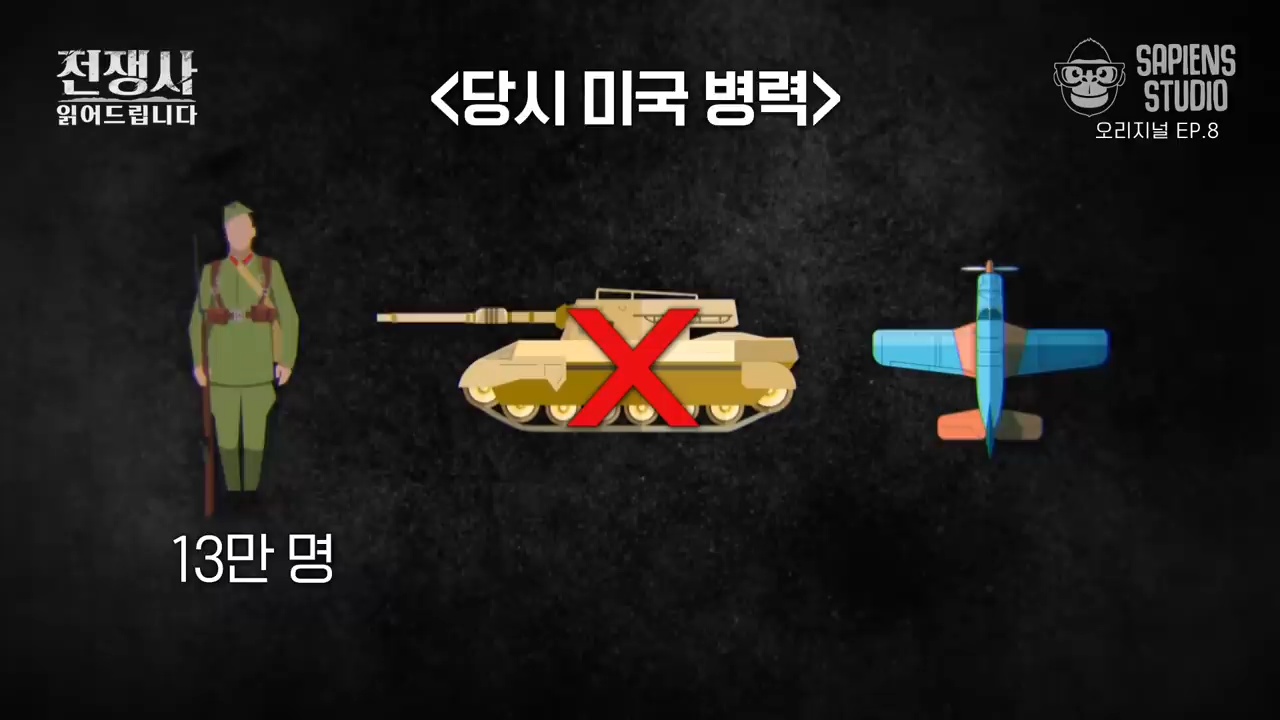 전쟁사
읽어드립니다
<당시 미국 병력>
SAPIENS
STUDIO
오리지널 EP.8
13만 명